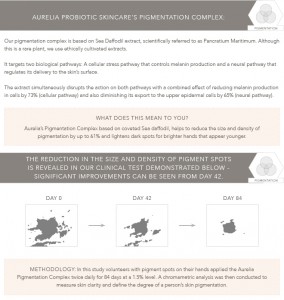 AURELIA PROBIOTIC SKINCARE'S PIGMENTATION COMPLEX:
Our pigmentation complex is based on Sea Daffodil extract, scientifically referred to as Pancratium Maritimum. Although
this is a rare plant, we use ethically cultivated extracts.
It targets two biological pathways: A cellular stress pathway that controls melanin production and a neural pathway that
regulates its delivery to the skin's surface.
The extract simultaneously disrupts the action on both pathways with a combined effect of reducing melanin production
in cells by 73% (cellular pathway) and also diminishing its export to the upper epidermal cells by 65% (neural pathway).
WHAT DOES THIS MEAN TO YOU?
Aurelia's Pigmentation Complex based on coveted Sea daffodil, helps to reduce the size and density of
pigmentation by up to 61% and lightens dark spots for brighter hands that appear younger.
THE REDUCTION IN THE SIZE AND DENSITY OF PIGMENT SPOTS
IS REVEALED IN OUR CLINICAL TEST DEMONSTRATED BELOW -
SIGNIFICANT IMPROVEMENTS CAN BE SEEN FROM DAY 42.
PIGMENTATION
DAY 0
DAY 42
DAY 84
METHODOLOGY: In this study volunteers with pigment spots on their hands applied the Aurelia
Pigmentation Complex twice daily for 84 days at a 1.5% level. A chromametric analysis was then conducted to
measure skin clarity and define the degree of a person's skin pigmentation.